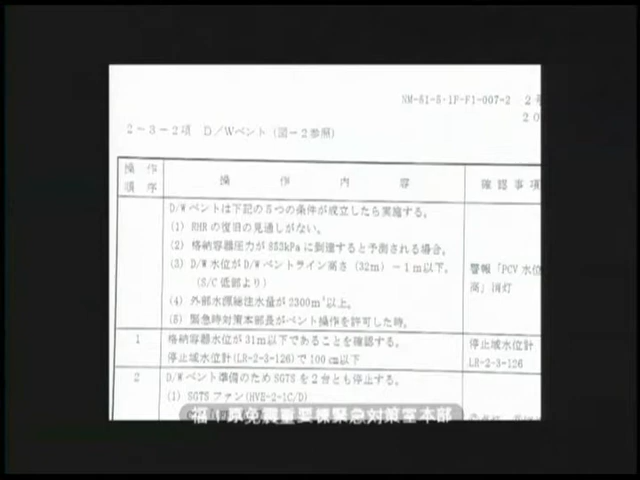 NM-51-5・1F-F1-007-2 2号
20
2－3－2項 D／Wベント（図－2参照）
操作
順序
操 作 内 容
確認事項
D/Wベントは下記の5つの条件が成立したら実施する。
(1) RHRの復旧の見通しがない。
(2) 格納容器圧力が853kPaに到達すると予測される場合。
(3) D/W水位がD/Wベントライン高さ（32m）－1m以下。
(S/C底部より)
(4) 外部水源総注水量が2300m³以上。
(5) 緊急時対策本部長がベント操作を許可した時。
警報「PCV水位
高」消灯
1
格納容器水位が31m以下であることを確認する。
停止域水位計(LR-2-3-126)で100cm以下
停止域水位計
LR-2-3-126
2
D/Wベント準備のためSGTSを2台とも停止する。
(1) SGTSファン(HVE-2-1C/D)
福1原免震重要棟緊急対策室本部